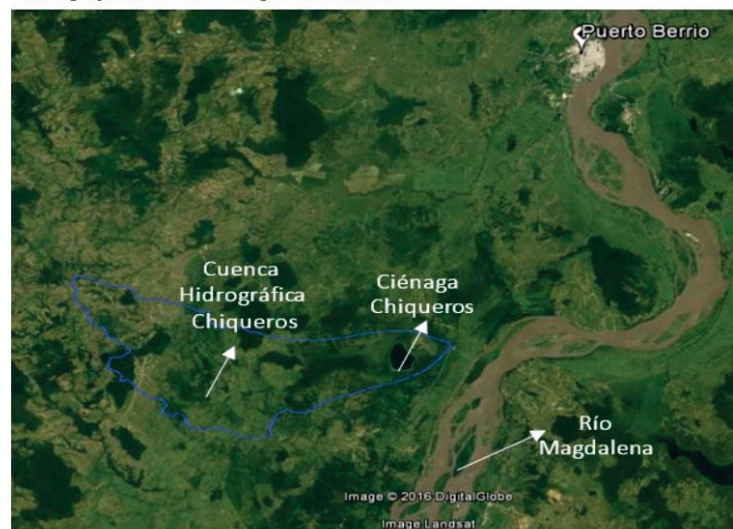 Puerto Berrio
Cuenca
Hidrográfica
Chiqueros
Ciénaga
Chiqueros
Río
Magdalena
Image © 2016 DigitalGlobe
Image Landsat